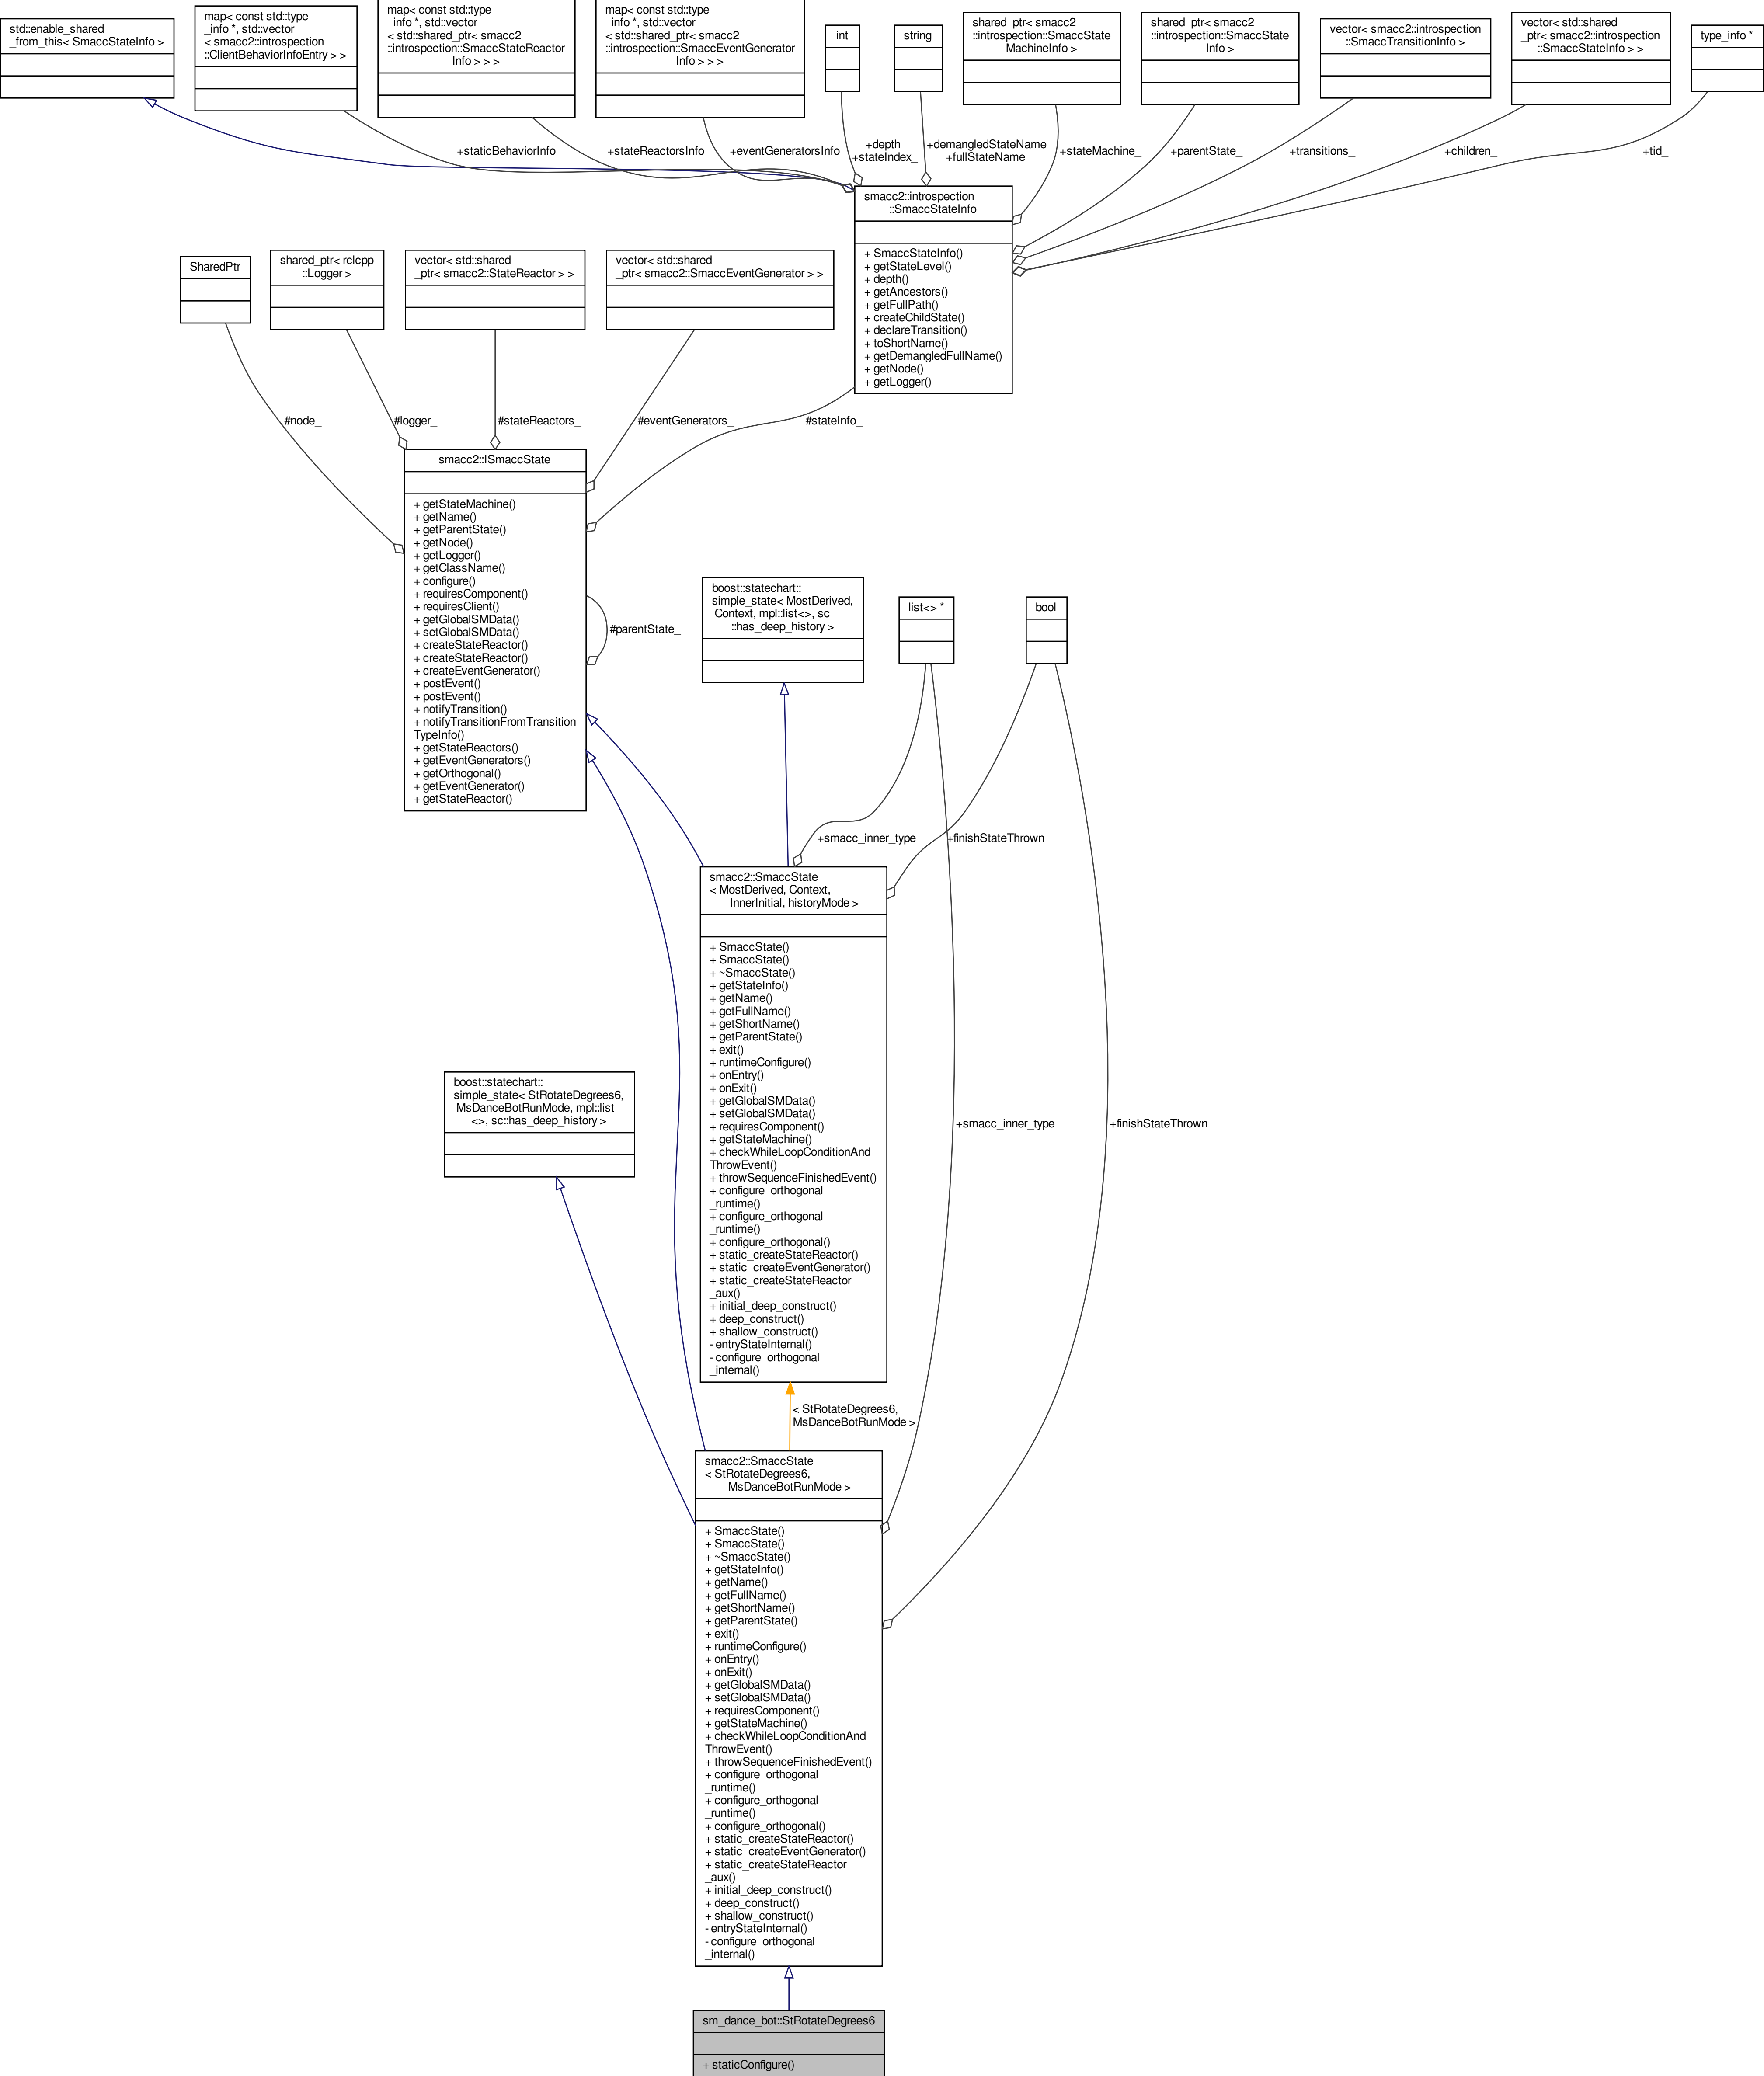 std::enable_shared
_from_this< SmaccStateInfo >
map< const std::type
_info *, std::vector
< smacc2::introspection
::ClientBehaviorInfoEntry > >
map< const std::type
_info *, std::vector
< std::shared_ptr< smacc2
::introspection::SmaccStateReactor
Info > > >
map< const std::type
_info *, std::vector
< std::shared_ptr< smacc2
::introspection::SmaccEventGenerator
Info > > >
int
string
shared_ptr< smacc2
::introspection::SmaccState
MachineInfo >
shared_ptr< smacc2
::introspection::SmaccState
Info >
vector< smacc2::introspection
::SmaccTransitionInfo >
vector< std::shared
_ptr< smacc2::introspection
::SmaccStateInfo > >
type_info *
+staticBehaviorInfo
+stateReactorsInfo
+eventGeneratorsInfo
+depth_
+stateIndex_
+demangledStateName
+fullStateName
+stateMachine_
+parentState_
+transitions_
+children_
+tid_
smacc2::introspection
::SmaccStateInfo
+ SmaccStateInfo()
+ getStateLevel()
+ depth()
+ getAncestors()
+ getFullPath()
+ createChildState()
+ declareTransition()
+ toShortName()
+ getDemangledFullName()
+ getNode()
+ getLogger()
SharedPtr
shared_ptr< rclcpp
::Logger >
vector< std::shared
_ptr< smacc2::StateReactor > >
vector< std::shared
_ptr< smacc2::SmaccEventGenerator > >
#node_
#logger_
#stateReactors_
#eventGenerators_
#stateInfo_
smacc2::ISmaccState
+ getStateMachine()
+ getName()
+ getParentState()
+ getNode()
+ getLogger()
+ getClassName()
+ configure()
+ requiresComponent()
+ requiresClient()
+ getGlobalSMData()
+ setGlobalSMData()
+ createStateReactor()
+ createStateReactor()
+ createEventGenerator()
+ postEvent()
+ postEvent()
+ notifyTransition()
+ notifyTransitionFromTransition
TypeInfo()
+ getStateReactors()
+ getEventGenerators()
+ getOrthogonal()
+ getEventGenerator()
+ getStateReactor()
#parentState_
boost::statechart::
simple_state< MostDerived,
Context, mpl::list<>, sc
::has_deep_history >
list<> *
bool
+smacc_inner_type
+finishStateThrown
smacc2::SmaccState
< MostDerived, Context,
InnerInitial, historyMode >
+ SmaccState()
+ SmaccState()
+ ~SmaccState()
+ getStateInfo()
+ getName()
+ getFullName()
+ getShortName()
+ getParentState()
+ exit()
+ runtimeConfigure()
+ onEntry()
+ onExit()
+ getGlobalSMData()
+ setGlobalSMData()
+ requiresComponent()
+ getStateMachine()
+ checkWhileLoopConditionAnd
ThrowEvent()
+ throwSequenceFinishedEvent()
+ configure_orthogonal
_runtime()
+ configure_orthogonal
_runtime()
+ configure_orthogonal()
+ static_createStateReactor()
+ static_createEventGenerator()
+ static_createStateReactor
_aux()
+ initial_deep_construct()
+ deep_construct()
+ shallow_construct()
- entryStateInternal()
- configure_orthogonal
_internal()
boost::statechart::
simple_state< StRotateDegrees6,
MsDanceBotRunMode, mpl::list
<>, sc::has_deep_history >
+smacc_inner_type
+finishStateThrown
< StRotateDegrees6,
MsDanceBotRunMode >
smacc2::SmaccState
< StRotateDegrees6,
MsDanceBotRunMode >
+ SmaccState()
+ SmaccState()
+ ~SmaccState()
+ getStateInfo()
+ getName()
+ getFullName()
+ getShortName()
+ getParentState()
+ exit()
+ runtimeConfigure()
+ onEntry()
+ onExit()
+ getGlobalSMData()
+ setGlobalSMData()
+ requiresComponent()
+ getStateMachine()
+ checkWhileLoopConditionAnd
ThrowEvent()
+ throwSequenceFinishedEvent()
+ configure_orthogonal
_runtime()
+ configure_orthogonal
_runtime()
+ configure_orthogonal()
+ static_createStateReactor()
+ static_createEventGenerator()
+ static_createStateReactor
_aux()
+ initial_deep_construct()
+ deep_construct()
+ shallow_construct()
- entryStateInternal()
- configure_orthogonal
_internal()
sm_dance_bot::StRotateDegrees6
+ staticConfigure()